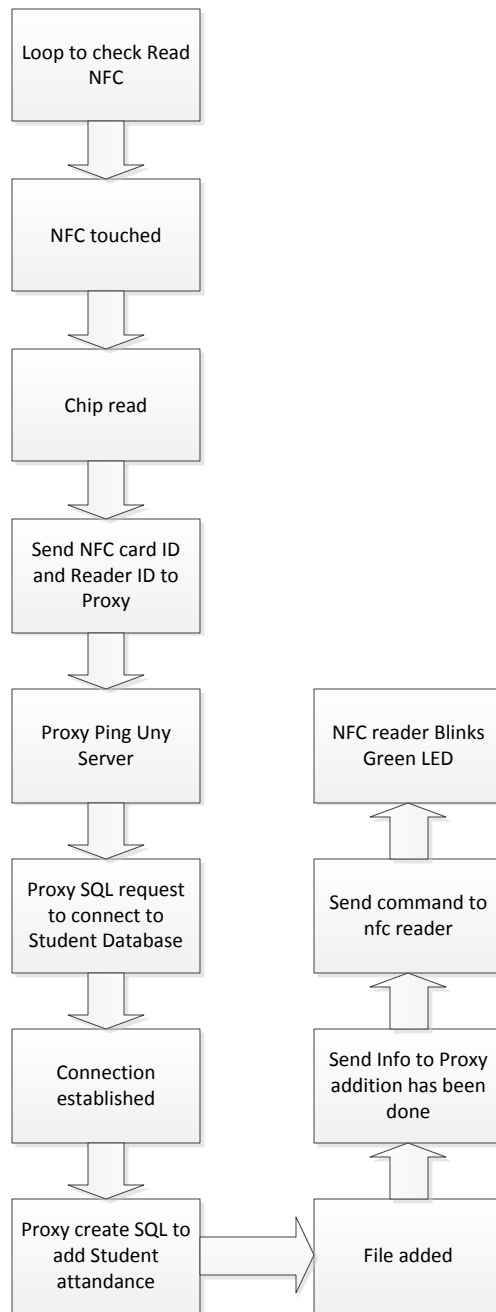 Loop to check Read
NFC
NFC touched
Chip read
Send NFC card ID
and Reader ID to
Proxy
Proxy Ping Uny
Server
Proxy SQL request
to connect to
Student Database
Connection
established
Proxy create SQL to
add Student
attandance
File added
Send Info to Proxy
addition has been
done
Send command to
nfc reader
NFC reader Blinks
Green LED